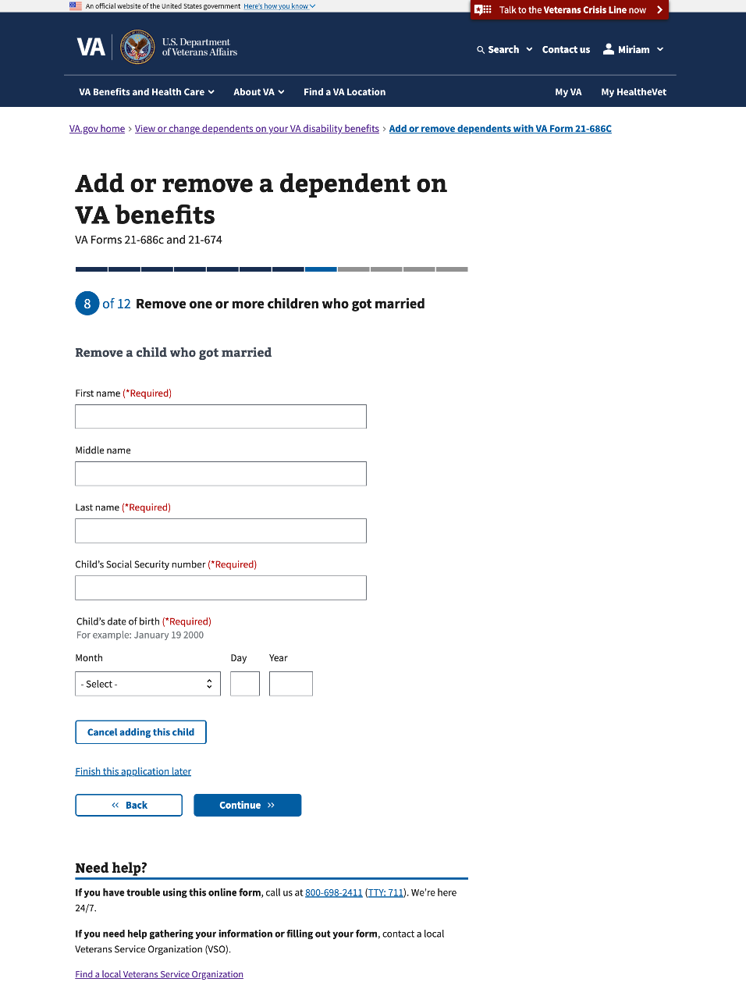 An official website of the United States government Here's how you know
Talk to the Veterans Crisis Line now
VA U.S. Department
of Veterans Affairs
Search Contact us Miriam
VA Benefits and Health Care About VA Find a VA Location My VA My HealtheVet
VA.gov home › View or change dependents on your VA disability benefits › Add or remove dependents with VA Form 21-686C
Add or remove a dependent on
VA benefits
VA Forms 21-686c and 21-674
8 of 12 Remove one or more children who got married
Remove a child who got married
First name (*Required)
Middle name
Last name (*Required)
Child's Social Security number (*Required)
Child's date of birth (*Required)
For example: January 19 2000
Month Day Year
- Select -
Cancel adding this child
Finish this application later
« Back Continue »
Need help?
If you have trouble using this online form, call us at 800-698-2411 (TTY: 711). We're here
24/7.
If you need help gathering your information or filling out your form, contact a local
Veterans Service Organization (VSO).
Find a local Veterans Service Organization